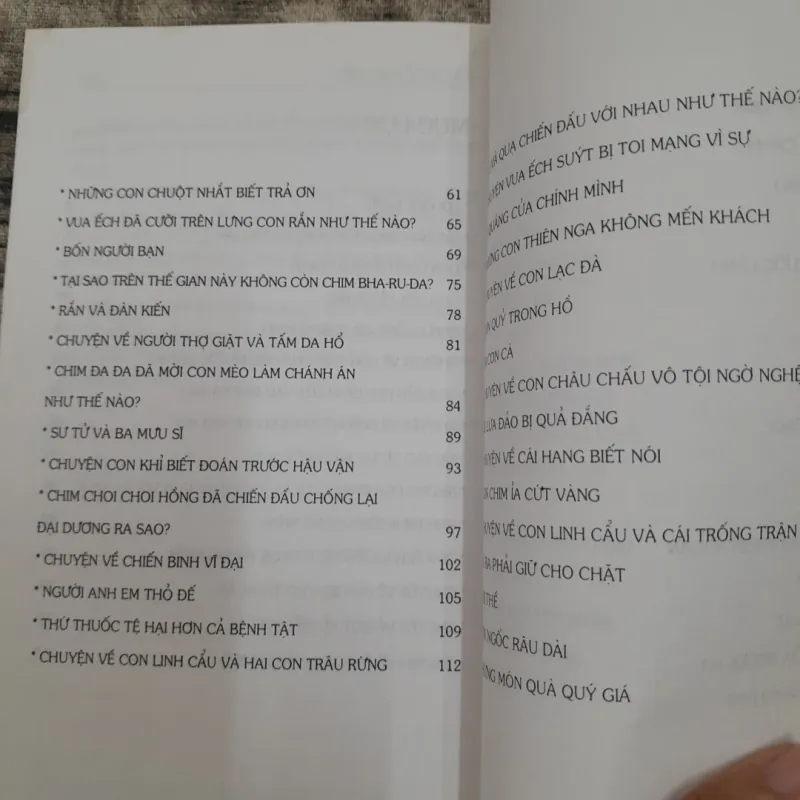 * NHỮNG CON CHUỘT NHẮT BIẾT TRẢ ƠN 61
* VUA ẾCH ĐÃ CƯỠI TRÊN LƯNG CON RẮN NHƯ THẾ NÀO? 65
* BỐN NGƯỜI BẠN 69
* TẠI SAO TRÊN THẾ GIAN NÀY KHÔNG CÒN CHIM BHA-RU-DA? 75
* RẮN VÀ ĐÀN KIẾN 78
* CHUYỆN VỀ NGƯỜI THỢ GIẶT VÀ TẤM DA HỔ 81
* CHIM ĐA ĐA ĐÃ MỜI CON MÈO LÀM CHÁNH ÁN
NHƯ THẾ NÀO? 84
* SƯ TỬ VÀ BA MƯU SĨ 89
* CHUYỆN CON KHỈ BIẾT ĐOÁN TRƯỚC HẬU VẬN 93
* CHIM CHOI CHOI HỒNG ĐÃ CHIẾN ĐẤU CHỐNG LẠI
ĐẠI DƯƠNG RA SAO? 97
* CHUYỆN VỀ CHIẾN BINH VĨ ĐẠI 102
* NGƯỜI ANH EM THỎ ĐẾ 105
* THỨ THUỐC TỆ HẠI HƠN CẢ BỆNH TẬT 109
* CHUYỆN VỀ CON LINH CẨU VÀ HAI CON TRÂU RỪNG 112
VÀ QUẠ CHIẾN ĐẤU VỚI NHAU NHƯ THẾ NÀO?
VUA ẾCH SUÝT BỊ TOI MẠNG VÌ SỰ
QUÀNG CỦA CHÍNH MÌNH
CON THIÊN NGA KHÔNG MẾN KHÁCH
VỀ CON LẠC ĐÀ
QUỶ TRONG HỒ
CON CÀ
VỀ CON CHÂU CHẤU VÔ TỘI NGỜ
LỪA ĐẢO BỊ QUẢ ĐẮNG
VỀ CÁI HANG BIẾT NÓI
CHIM ỈA CỨT VÀNG
VỀ CON LINH CẨU VÀ CÁI TRỐNG TRẬN
PHẢI GIỮ CHO CHẶT
THỀ
NGỐC RÂU DÀI
MÓN QUÀ QUÝ GIÁ